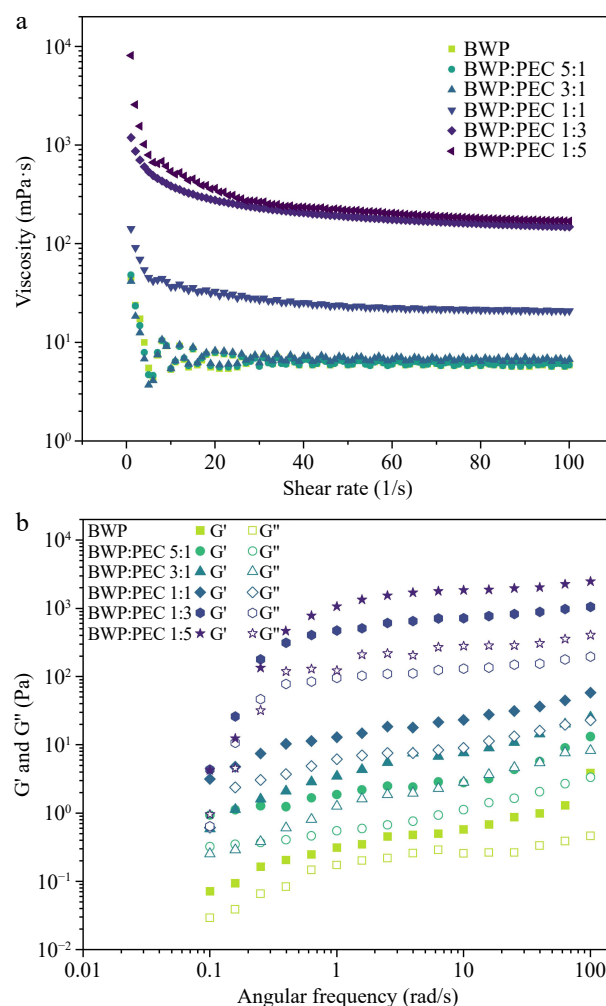 a
10⁴
10³
10²
10¹
10⁰
Viscosity (mPa·s)
BWP
BWP:PEC 5:1
BWP:PEC 3:1
BWP:PEC 1:1
BWP:PEC 1:3
BWP:PEC 1:5
0 20 40 60 80 100
Shear rate (1/s)
b
10⁴
10³
10²
10¹
10⁰
10⁻¹
10⁻²
G' and G'' (Pa)
BWP G' G''
BWP:PEC 5:1 G' G''
BWP:PEC 3:1 G' G''
BWP:PEC 1:1 G' G''
BWP:PEC 1:3 G' G''
BWP:PEC 1:5 G' G''
0.01 0.1 1 10 100
Angular frequency (rad/s)